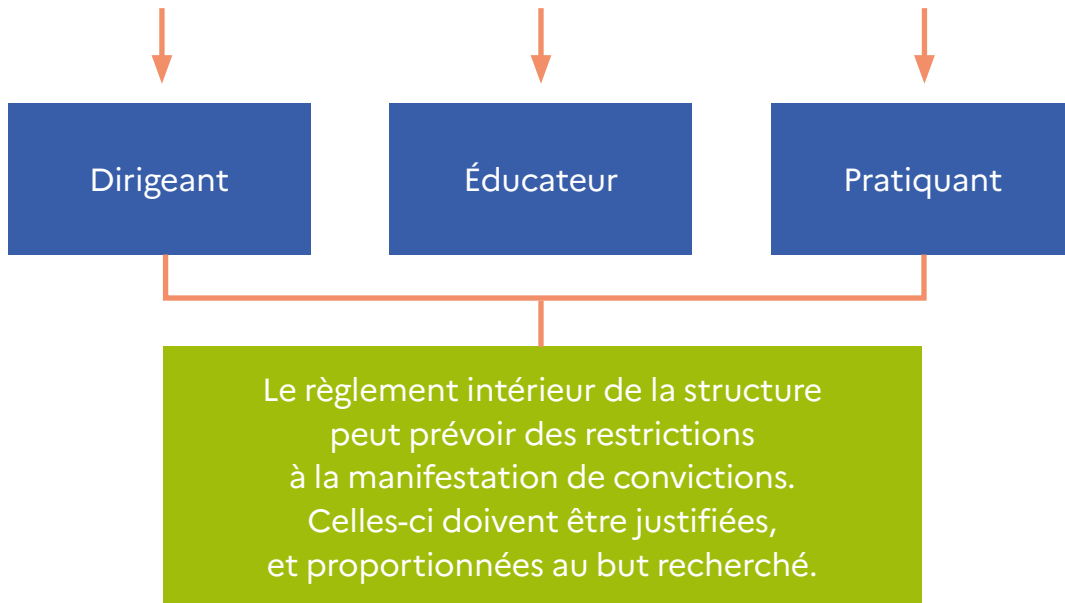 Dirigeant
Éducateur
Pratiquant
Le règlement intérieur de la structure
peut prévoir des restrictions
à la manifestation de convictions.
Celles-ci doivent être justifiées,
et proportionnées au but recherché.